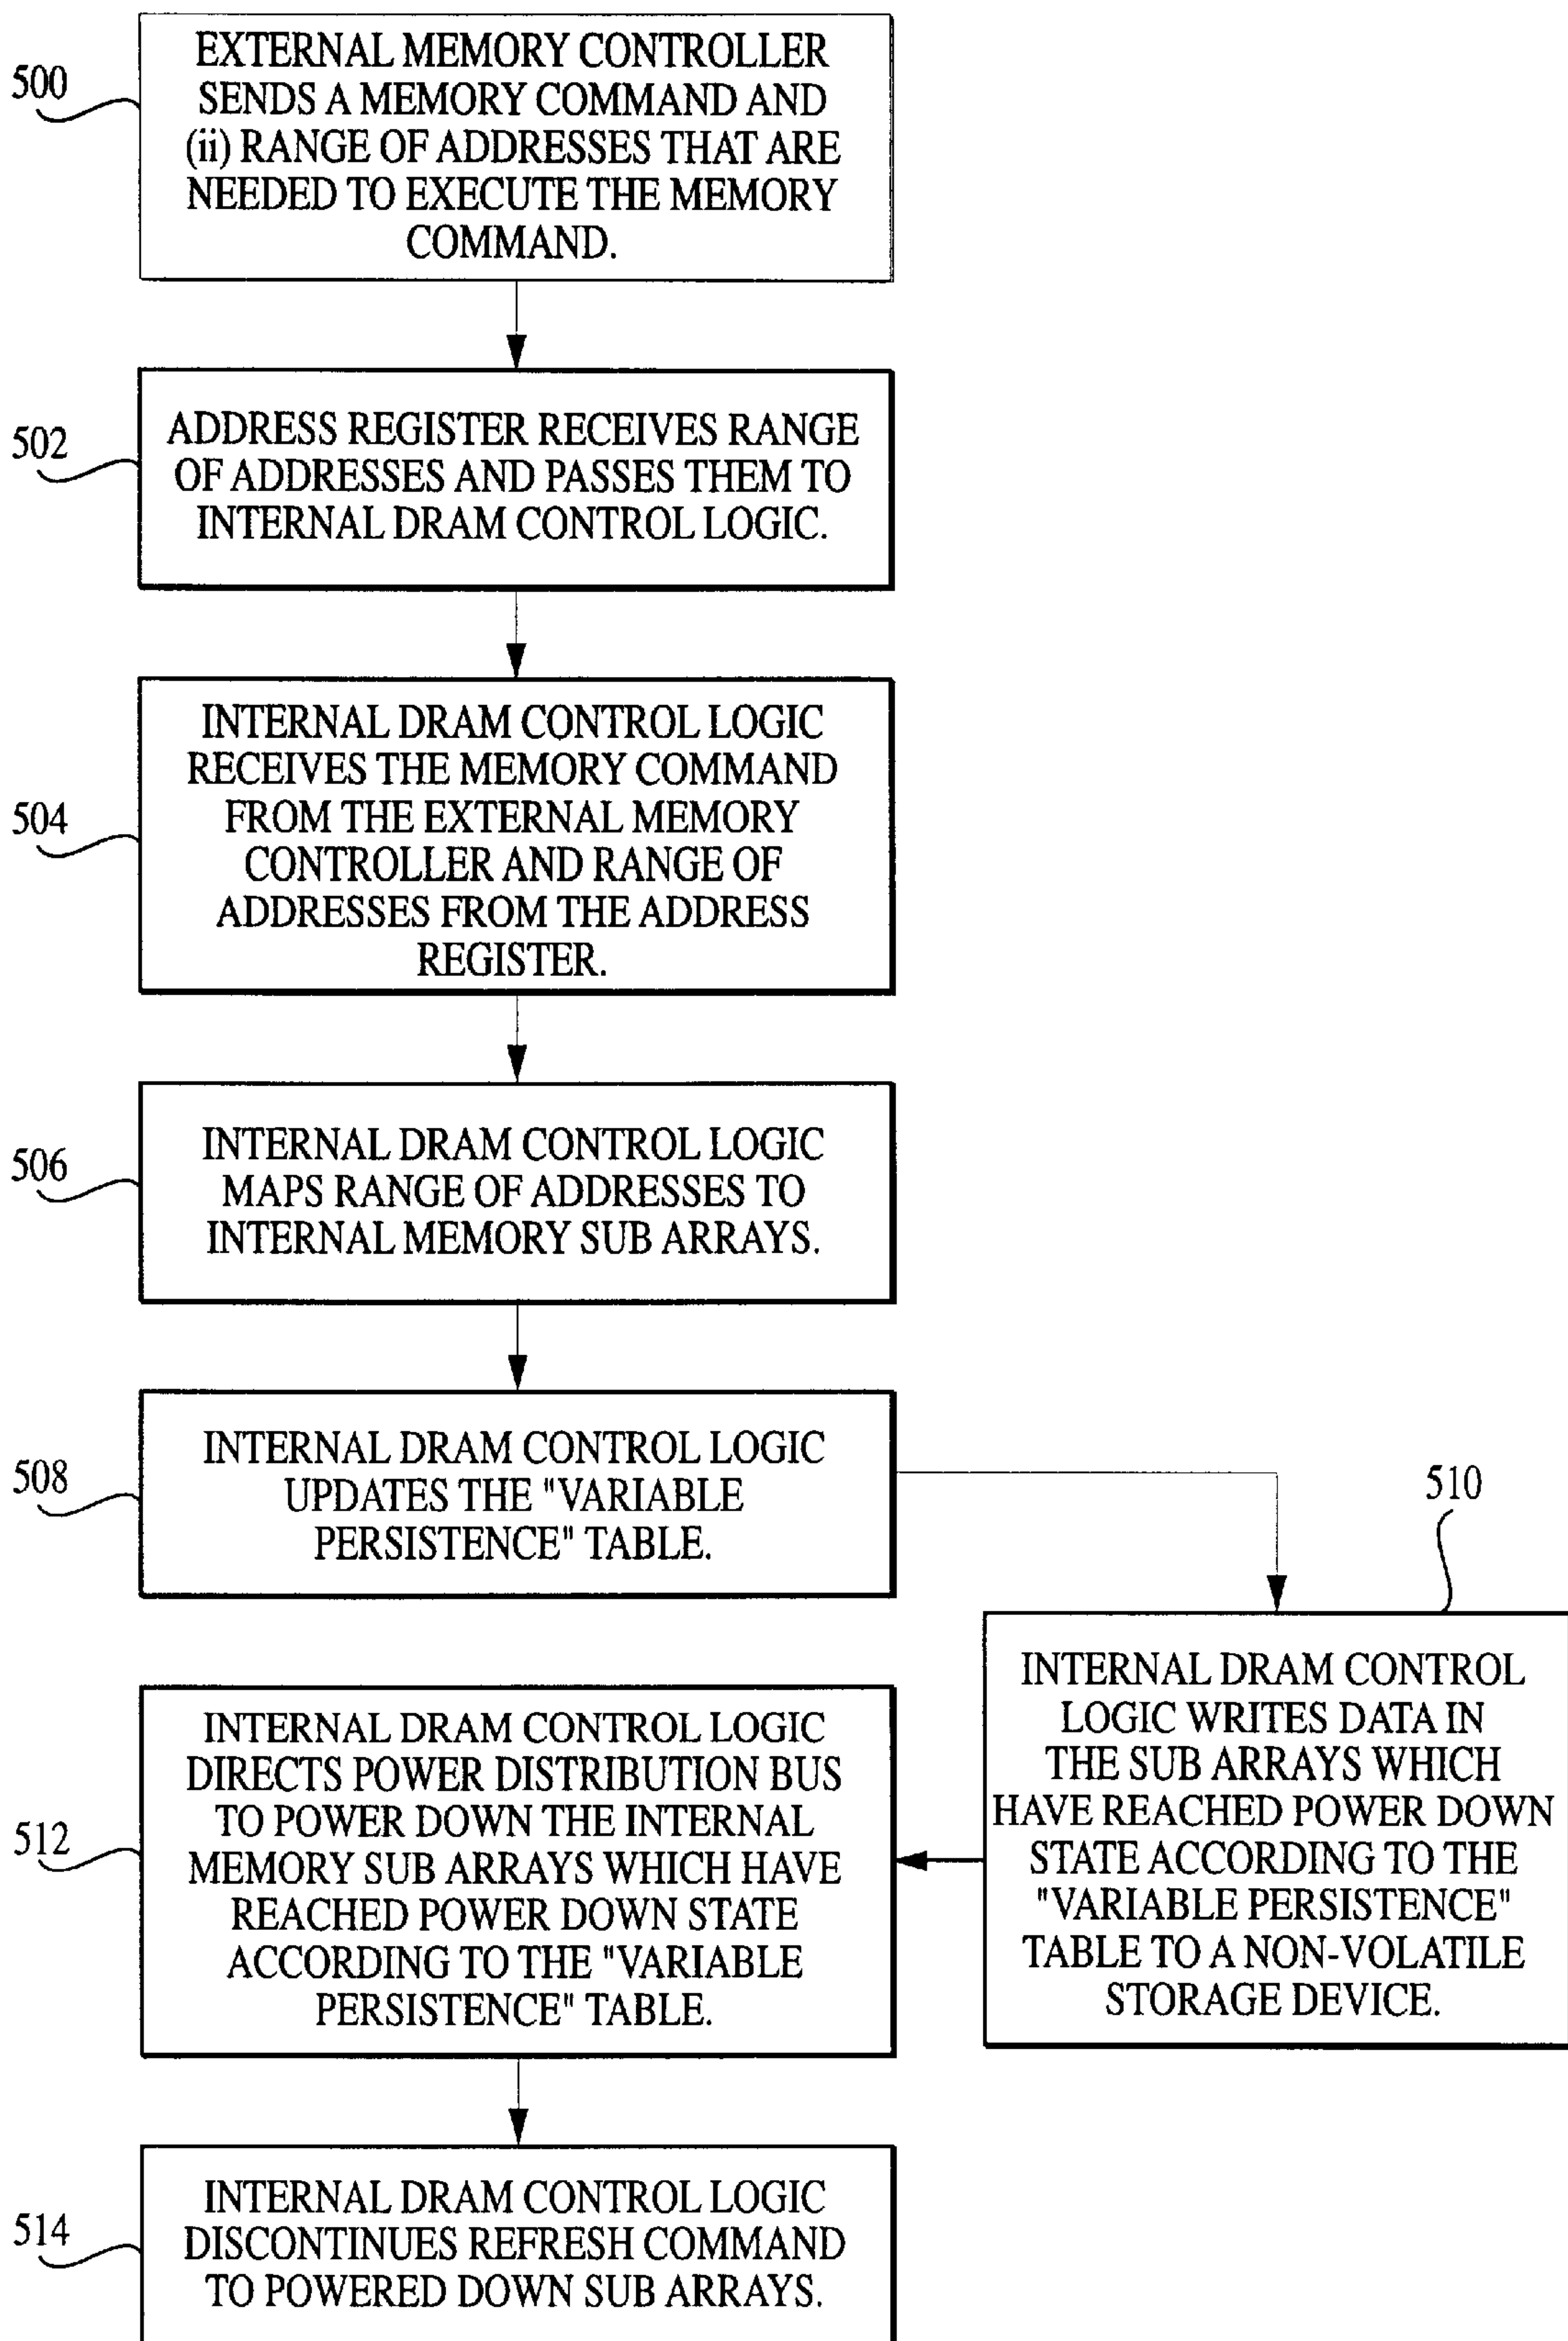 500
EXTERNAL MEMORY CONTROLLER
SENDS A MEMORY COMMAND AND
(ii) RANGE OF ADDRESSES THAT ARE
NEEDED TO EXECUTE THE MEMORY
COMMAND.
502
ADDRESS REGISTER RECEIVES RANGE
OF ADDRESSES AND PASSES THEM TO
INTERNAL DRAM CONTROL LOGIC.
504
INTERNAL DRAM CONTROL LOGIC
RECEIVES THE MEMORY COMMAND
FROM THE EXTERNAL MEMORY
CONTROLLER AND RANGE OF
ADDRESSES FROM THE ADDRESS
REGISTER.
506
INTERNAL DRAM CONTROL LOGIC
MAPS RANGE OF ADDRESSES TO
INTERNAL MEMORY SUB ARRAYS.
508
INTERNAL DRAM CONTROL LOGIC
UPDATES THE "VARIABLE
PERSISTENCE" TABLE.
510
INTERNAL DRAM CONTROL
LOGIC WRITES DATA IN
THE SUB ARRAYS WHICH
HAVE REACHED POWER DOWN
STATE ACCORDING TO THE
"VARIABLE PERSISTENCE"
TABLE TO A NON-VOLATILE
STORAGE DEVICE.
512
INTERNAL DRAM CONTROL LOGIC
DIRECTS POWER DISTRIBUTION BUS
TO POWER DOWN THE INTERNAL
MEMORY SUB ARRAYS WHICH HAVE
REACHED POWER DOWN STATE
ACCORDING TO THE "VARIABLE
PERSISTENCE" TABLE.
514
INTERNAL DRAM CONTROL LOGIC
DISCONTINUES REFRESH COMMAND
TO POWERED DOWN SUB ARRAYS.